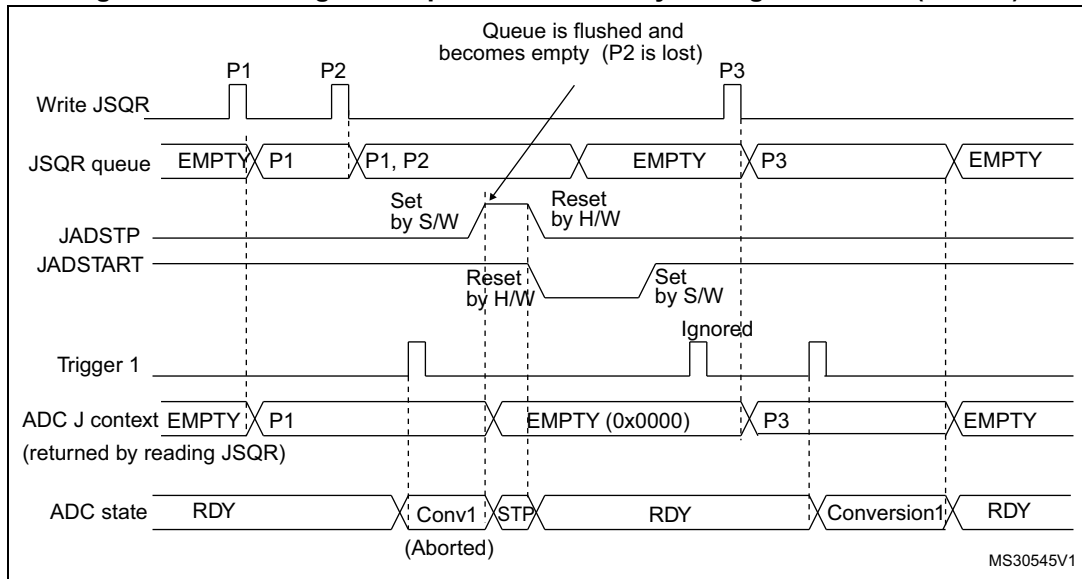 Queue is flushed and
becomes empty (P2 is lost)
P1 P2 P3
Write JSQR
JSQR queue EMPTY P1 P1, P2 EMPTY P3 EMPTY
Set
by S/W
Reset
by H/W
JADSTP
JADSTART
Reset
by H/W
Set
by S/W
Ignored
Trigger 1
ADC J context EMPTY P1 EMPTY (0x0000) P3 EMPTY
(returned by reading JSQR)
ADC state RDY Conv1 STP RDY Conversion1 RDY
(Aborted)
MS30545V1